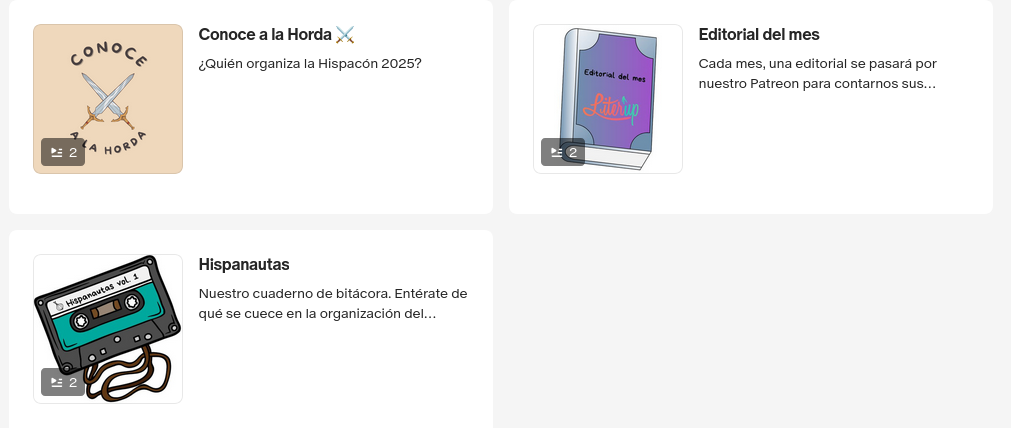 CONOCE
A LA HORDA
2
Conoce a la Horda ⚔️
¿Quién organiza la Hispacón 2025?
Editorial del mes
Literup
2
Editorial del mes
Cada mes, una editorial se pasará por
nuestro Patreon para contarnos sus...
Hispanautas vol. 1
2
Hispanautas
Nuestro cuaderno de bitácora. Entérate de
qué se cuece en la organización del...